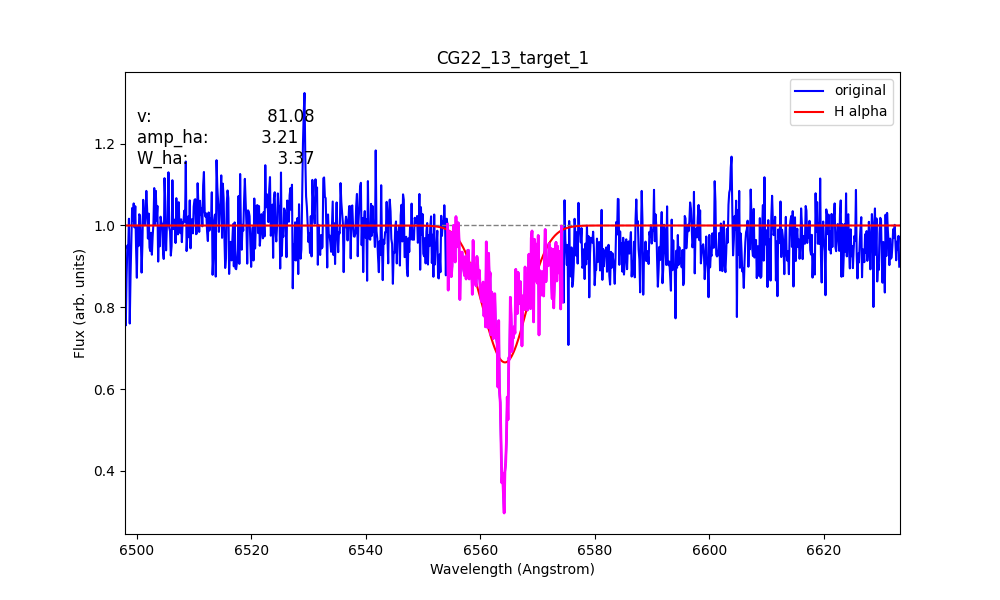 CG22_13_target_1
v: 81.08
amp_ha: 3.21
W_ha: 3.37
original
H alpha
Flux (arb. units)
1.2
1.0
0.8
0.6
0.4
6500 6520 6540 6560 6580 6600 6620
Wavelength (Angstrom)